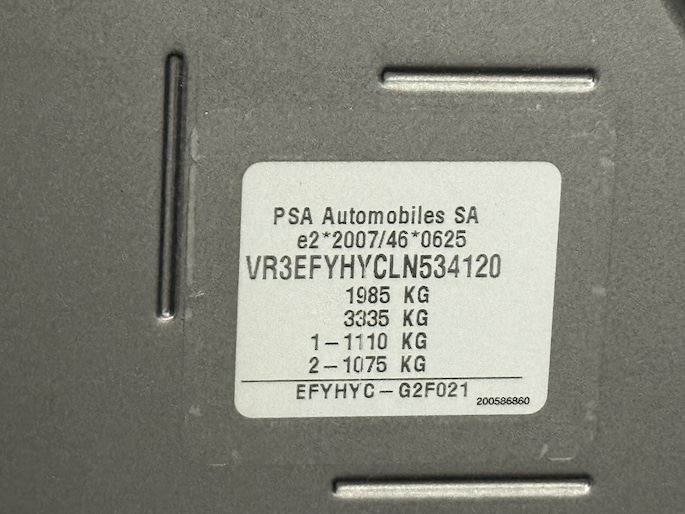 PSA Automobiles SA
e2*2007/46*0625
VR3EFYHYCLN534120
1985 KG
3335 KG
1-1110 KG
2-1075 KG
EFYHYC-G2F021
200586860